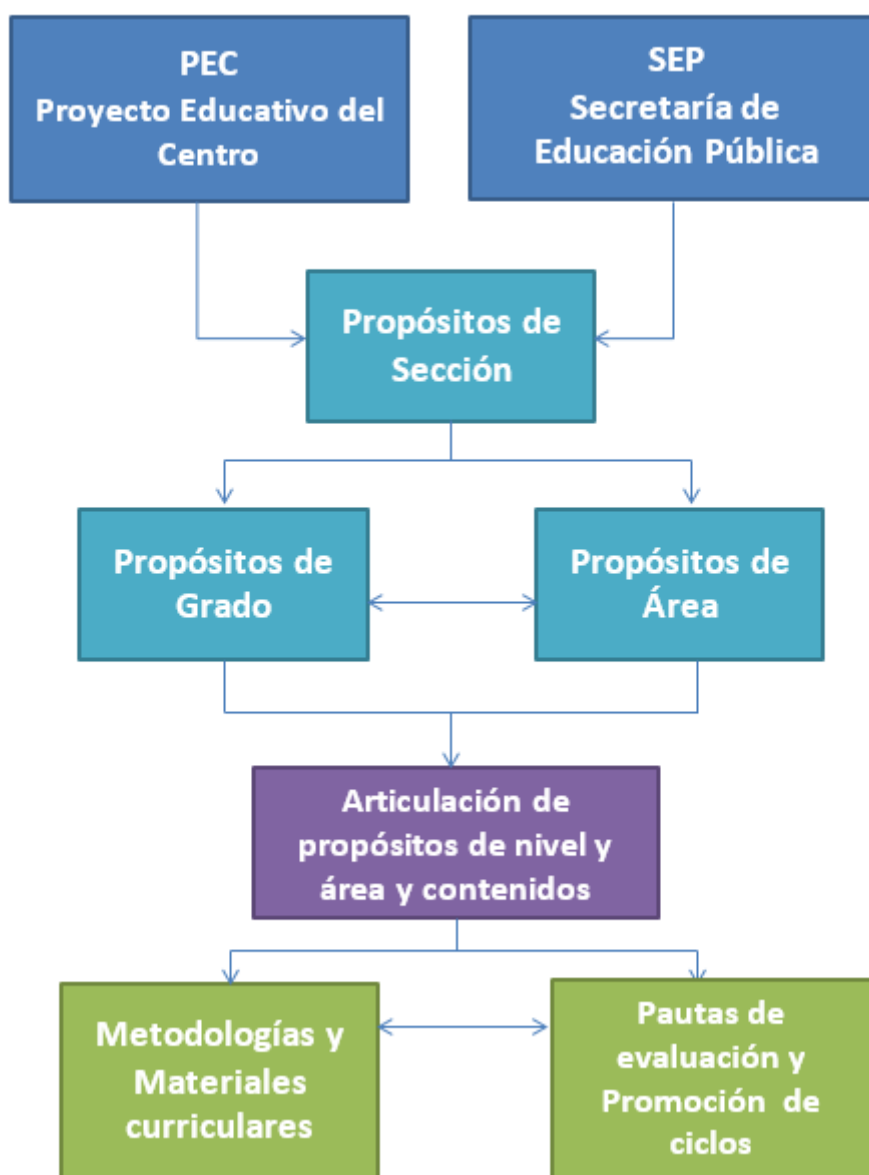 PEC
Proyecto Educativo del
Centro
SEP
Secretaría de
Educación Pública
Propósitos de
Sección
Propósitos de
Grado
Propósitos de
Área
Articulación de
propósitos de nivel y
área y contenidos
Metodologías y
Materiales
curriculares
Pautas de
evaluación y
Promoción de
ciclos